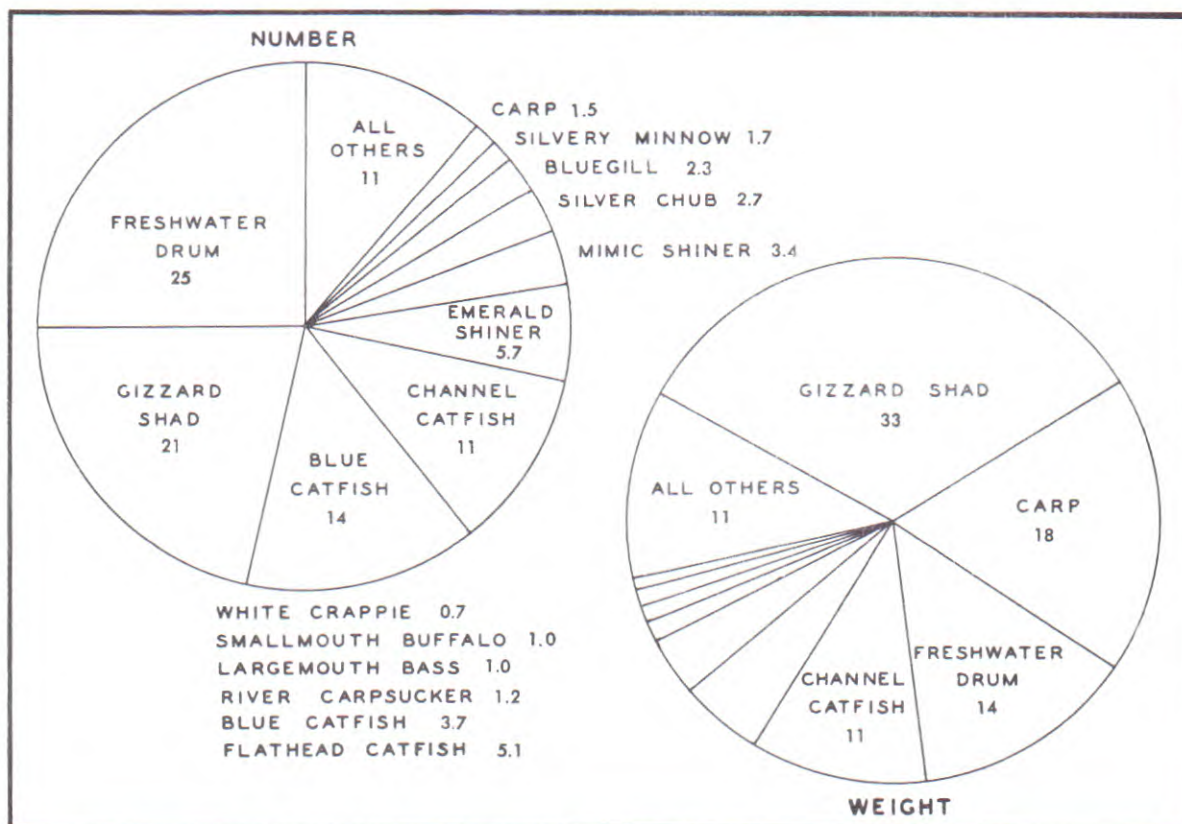 NUMBER
ALL
OTHERS
11
CARP 1.5
SILVERY MINNOW 1.7
BLUEGILL 2.3
SILVER CHUB 2.7
MIMIC SHINER 3.4
EMERALD
SHINER
5.7
CHANNEL
CATFISH
11
BLUE
CATFISH
14
GIZZARD
SHAD
21
FRESHWATER
DRUM
25
GIZZARD SHAD
33
CARP
18
FRESHWATER
DRUM
14
CHANNEL
CATFISH
11
ALL OTHERS
11
WHITE CRAPPIE 0.7
SMALLMOUTH BUFFALO 1.0
LARGEMOUTH BASS 1.0
RIVER CARPSUCKER 1.2
BLUE CATFISH 3.7
FLATHEAD CATFISH 5.1
WEIGHT